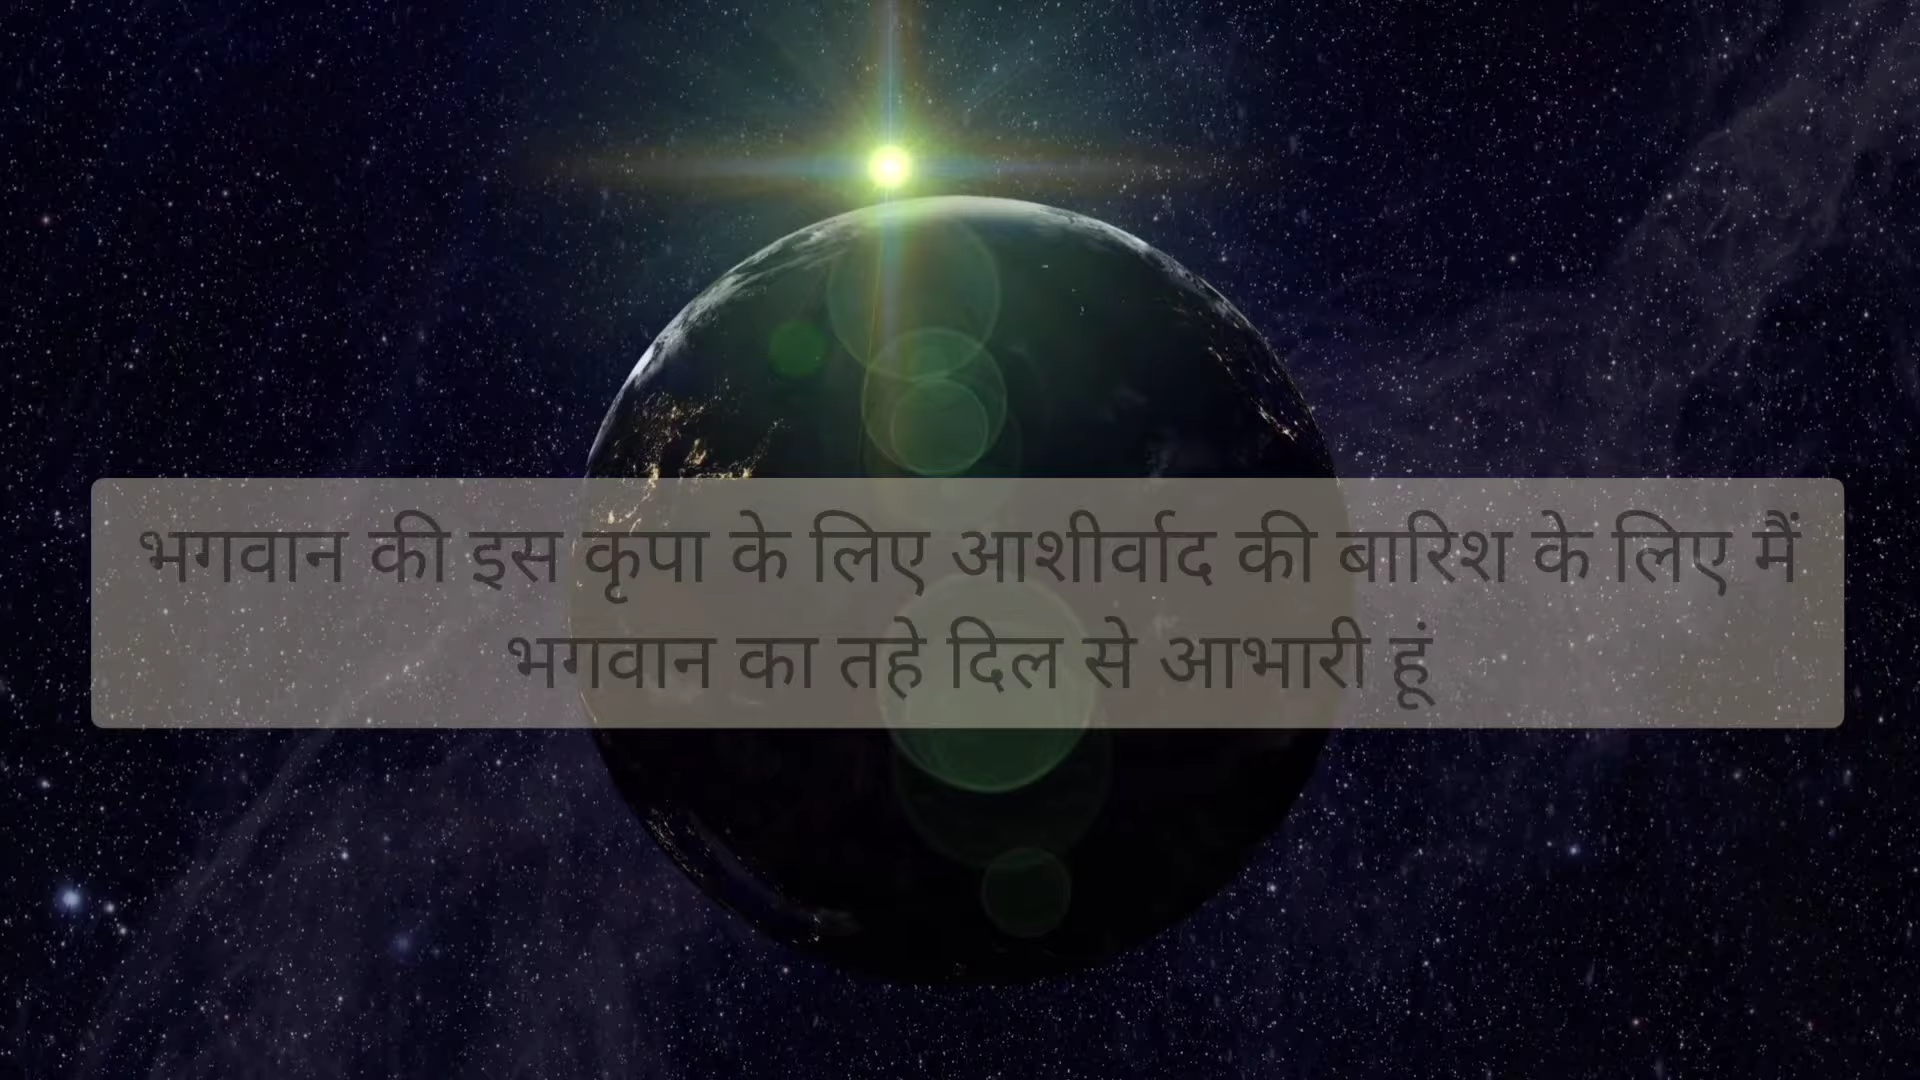 भगवान की इस कृपा के लिए आशीर्वाद की बारिश के लिए मैं
भगवान का तहे दिल से आभारी हूं